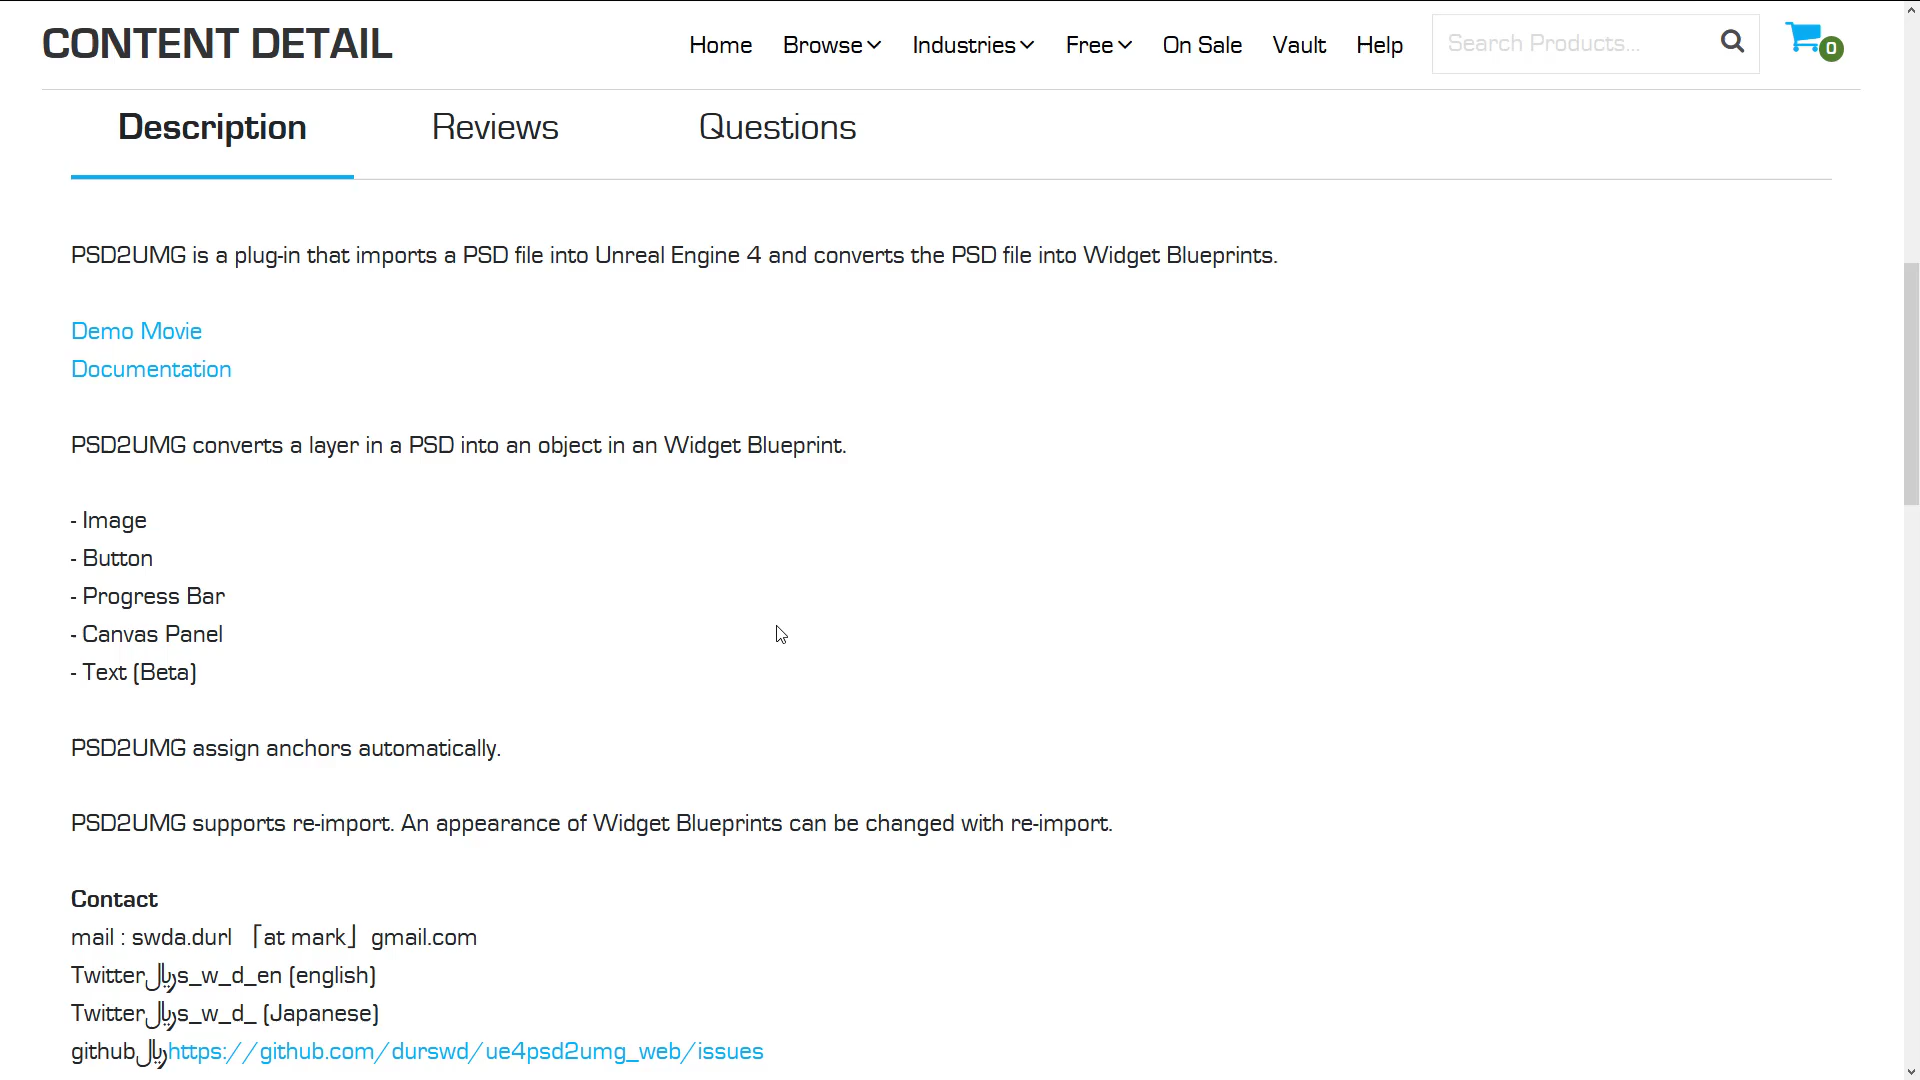 CONTENT DETAIL
Home Browse Industries Free On Sale Vault Help Search Products... 0
Description Reviews Questions
PSD2UMG is a plug-in that imports a PSD file into Unreal Engine 4 and converts the PSD file into Widget Blueprints.
Demo Movie
Documentation
PSD2UMG converts a layer in a PSD into an object in an Widget Blueprint.
- Image
- Button
- Progress Bar
- Canvas Panel
- Text (Beta)
PSD2UMG assign anchors automatically.
PSD2UMG supports re-import. An appearance of Widget Blueprints can be changed with re-import.
Contact
mail : swda.durl 「at mark」 gmail.com
Twitter﷼s_w_d_en (english)
Twitter﷼s_w_d_ (Japanese)
github﷼https://github.com/durswd/ue4psd2umg_web/issues